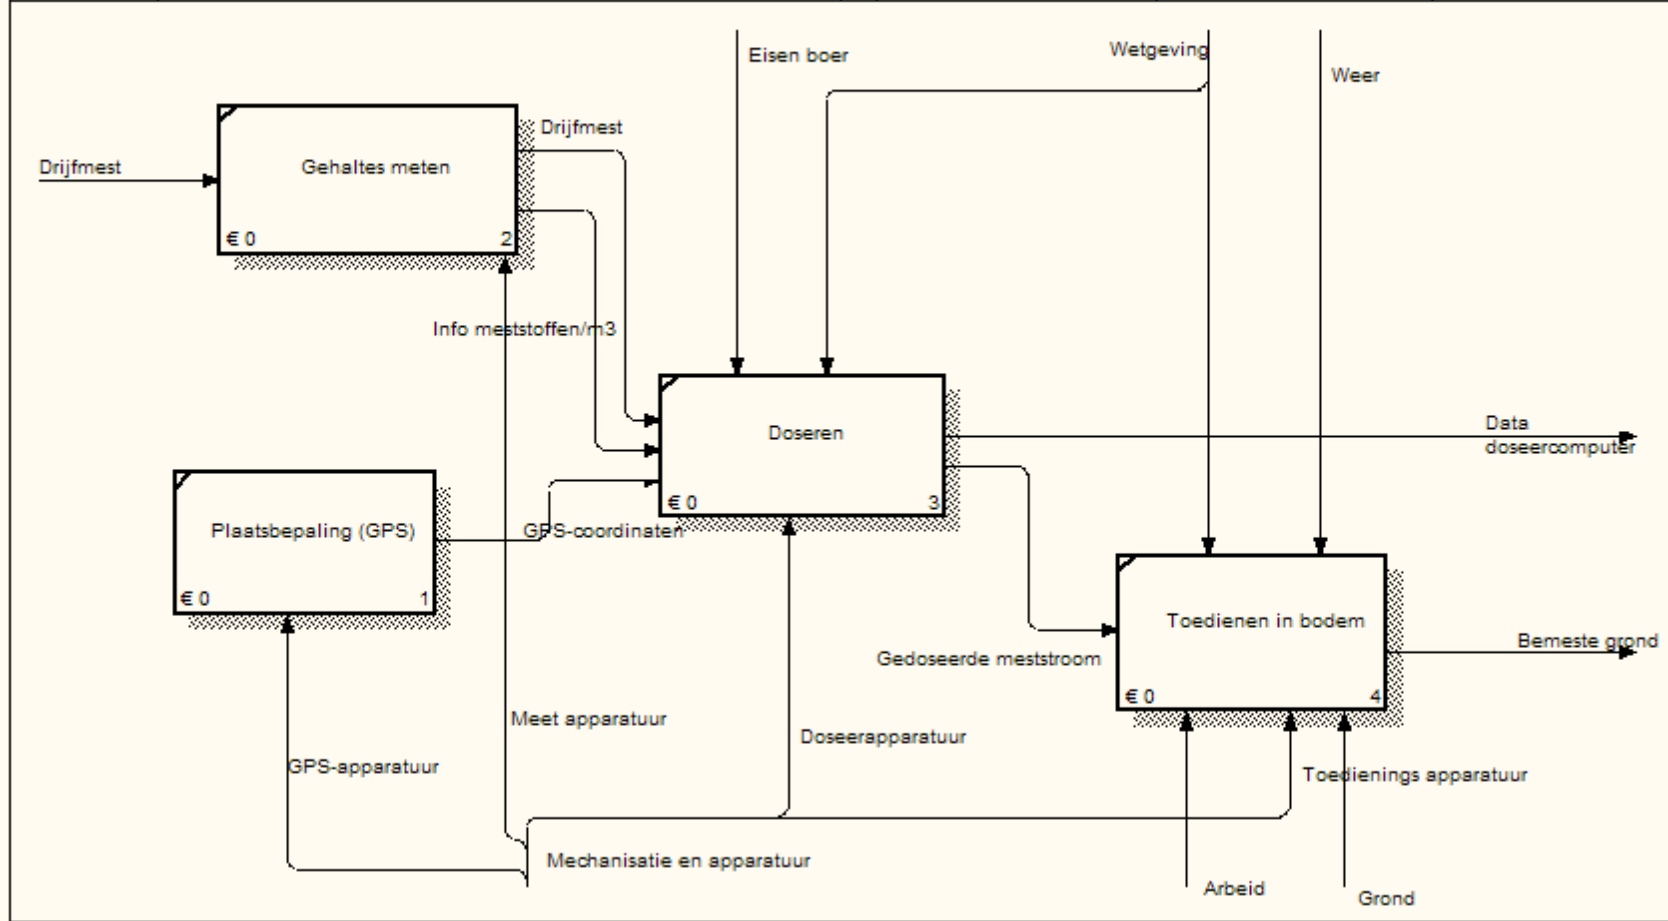 Eisen boer
Wetgeving
Weer
Drijfmest
Drijfmest
Gehaltes meten
€ 0
2
Info meststoffen/m3
Doseren
€ 0
3
Data
doseercomputer
Plaatsbepaling (GPS)
€ 0
1
GPS-coordinaten
Toedienen in bodem
€ 0
4
Bemeste grond
Gedoseerde meststroom
Meet apparatuur
Doseerapparatuur
GPS-apparatuur
Toedienings apparatuur
Mechanisatie en apparatuur
Arbeid
Grond